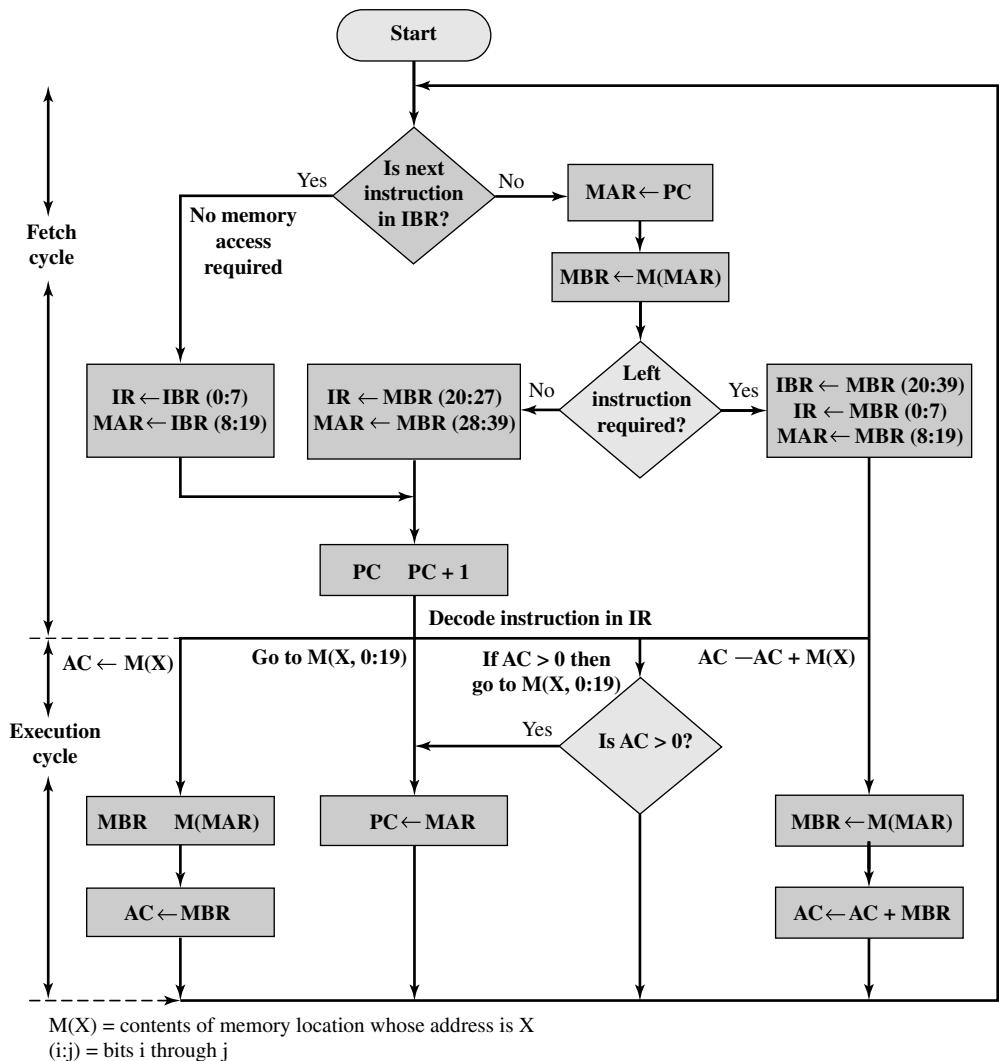 Start
Is next
instruction
in IBR?
Yes
No
No memory
access
required
MAR ← PC
MBR ← M(MAR)
Fetch
cycle
Left
instruction
required?
No
Yes
IR ← IBR (0:7)
MAR ← IBR (8:19)
IR ← MBR (20:27)
MAR ← MBR (28:39)
IBR ← MBR (20:39)
IR ← MBR (0:7)
MAR ← MBR (8:19)
PC PC + 1
Decode instruction in IR
AC ← M(X)
Go to M(X, 0:19)
If AC > 0 then
go to M(X, 0:19)
AC —AC + M(X)
Execution
cycle
Yes
Is AC > 0?
MBR M(MAR)
PC ← MAR
MBR ← M(MAR)
AC ← MBR
AC ← AC + MBR
M(X) = contents of memory location whose address is X
(i:j) = bits i through j